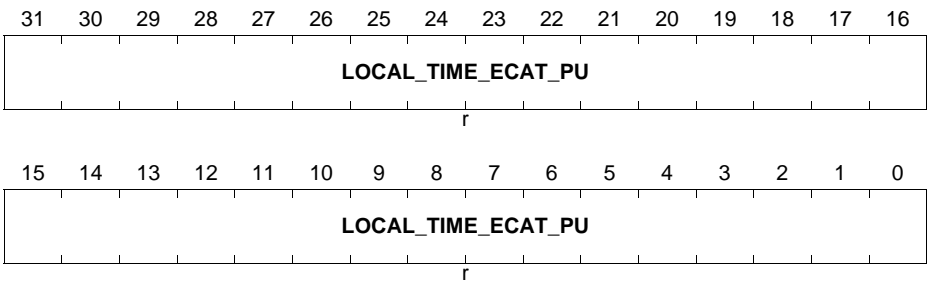 31 30 29 28 27 26 25 24 23 22 21 20 19 18 17 16
LOCAL_TIME_ECAT_PU
r
15 14 13 12 11 10 9 8 7 6 5 4 3 2 1 0
LOCAL_TIME_ECAT_PU
r